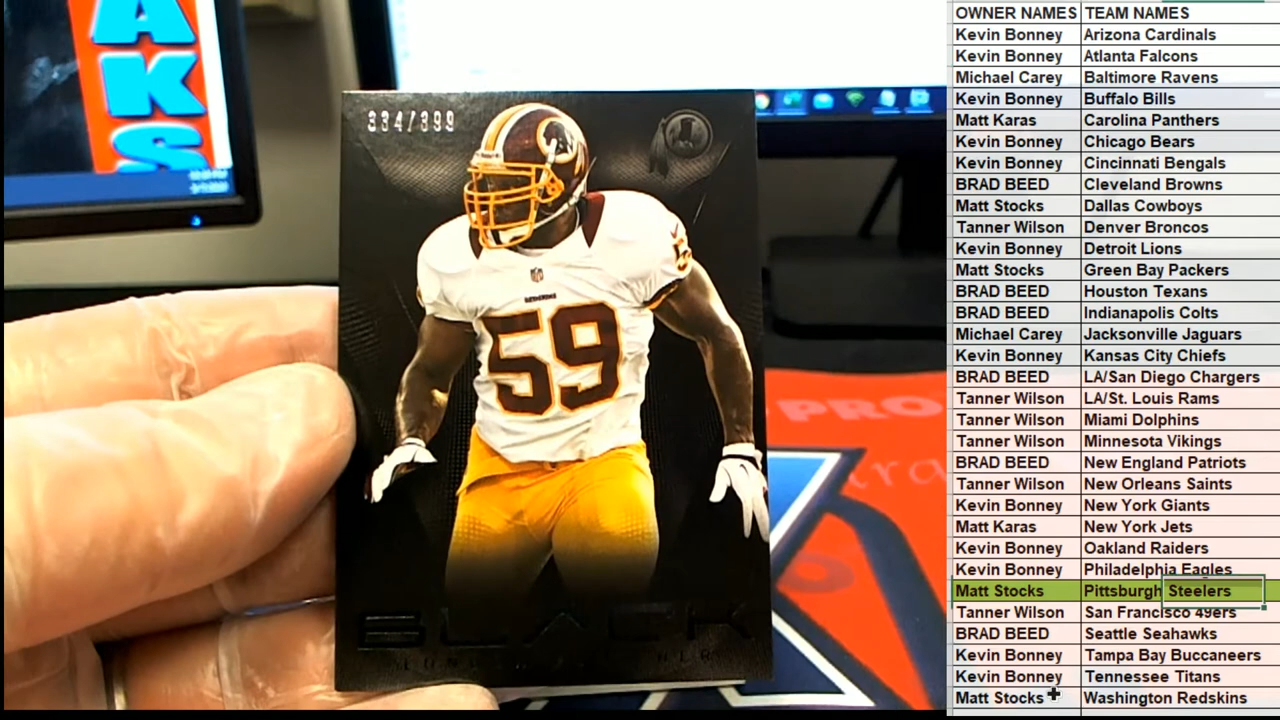 AKS
334/399
59
REDSKINS
BLACK
PRO
OWNER NAMES TEAM NAMES
Kevin Bonney Arizona Cardinals
Kevin Bonney Atlanta Falcons
Michael Carey Baltimore Ravens
Kevin Bonney Buffalo Bills
Matt Karas Carolina Panthers
Kevin Bonney Chicago Bears
Kevin Bonney Cincinnati Bengals
BRAD BEED Cleveland Browns
Matt Stocks Dallas Cowboys
Tanner Wilson Denver Broncos
Kevin Bonney Detroit Lions
Matt Stocks Green Bay Packers
BRAD BEED Houston Texans
BRAD BEED Indianapolis Colts
Michael Carey Jacksonville Jaguars
Kevin Bonney Kansas City Chiefs
BRAD BEED LA/San Diego Chargers
Tanner Wilson LA/St. Louis Rams
Tanner Wilson Miami Dolphins
Tanner Wilson Minnesota Vikings
BRAD BEED New England Patriots
Tanner Wilson New Orleans Saints
Kevin Bonney New York Giants
Matt Karas New York Jets
Kevin Bonney Oakland Raiders
Kevin Bonney Philadelphia Eagles
Matt Stocks Pittsburgh Steelers
Tanner Wilson San Francisco 49ers
BRAD BEED Seattle Seahawks
Kevin Bonney Tampa Bay Buccaneers
Kevin Bonney Tennessee Titans
Matt Stocks Washington Redskins